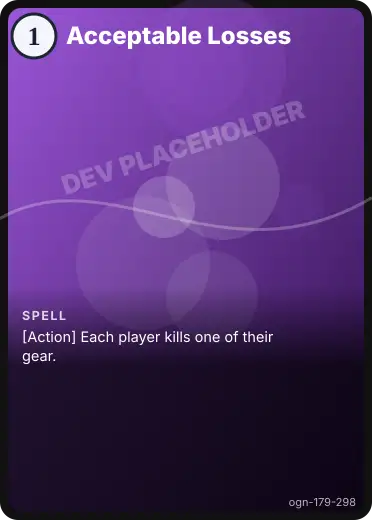 1
Acceptable Losses
DEV PLACEHOLDER
SPELL
[Action] Each player kills one of their
gear.
ogn-179-298